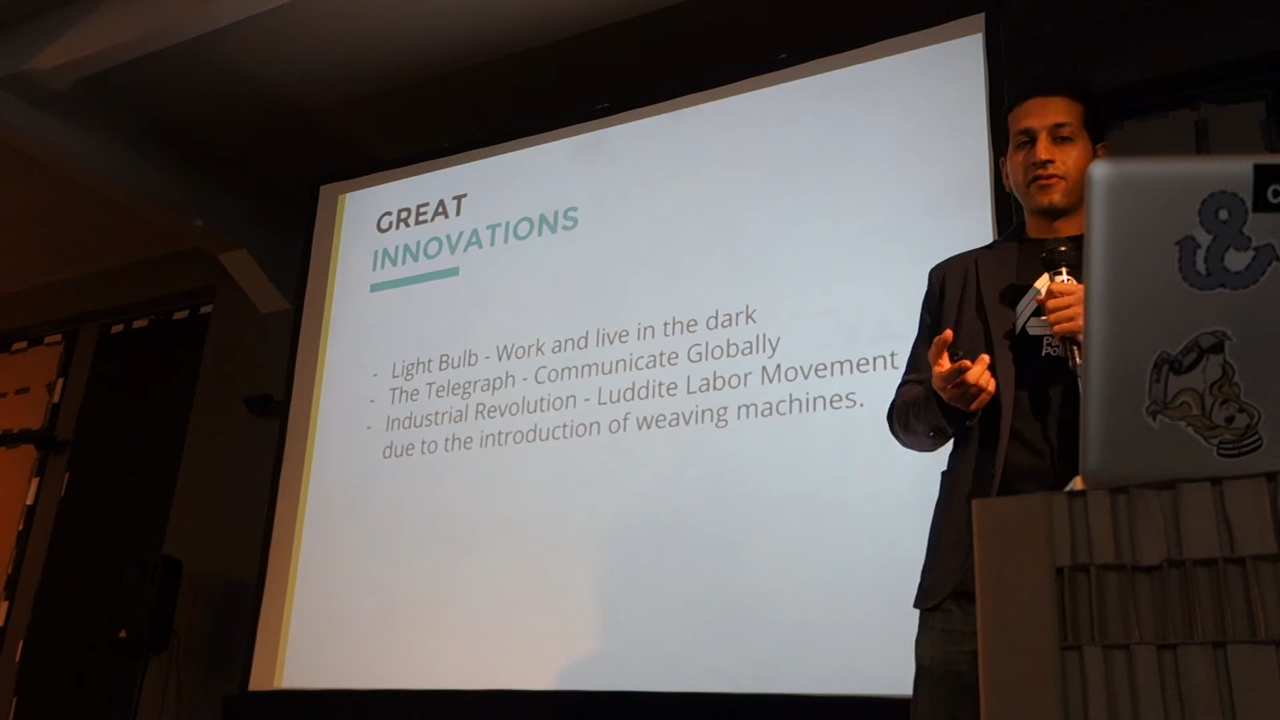 GREAT
INNOVATIONS
- Light Bulb - Work and live in the dark
- The Telegraph - Communicate Globally
- Industrial Revolution - Luddite Labor Movement
due to the introduction of weaving machines.